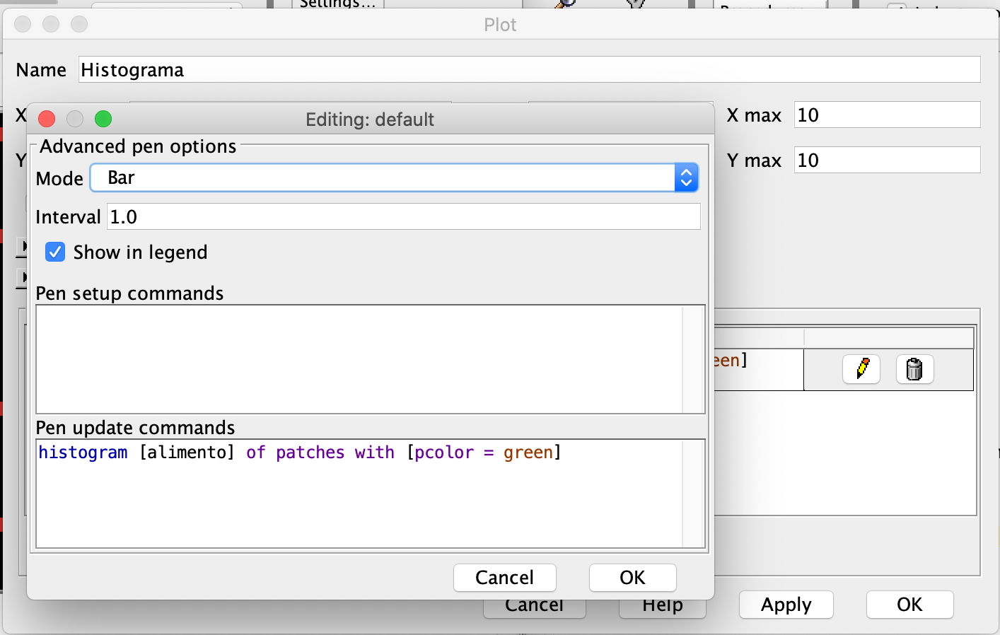 Settings...
Plot
Name Histograma
X X max 10
Editing: default
Advanced pen options
Y Y max 10
Mode Bar
Interval 1.0
Show in legend
Pen setup commands
een]
Pen update commands
histogram [alimento] of patches with [pcolor = green]
Cancel OK
Cancel Help Apply OK